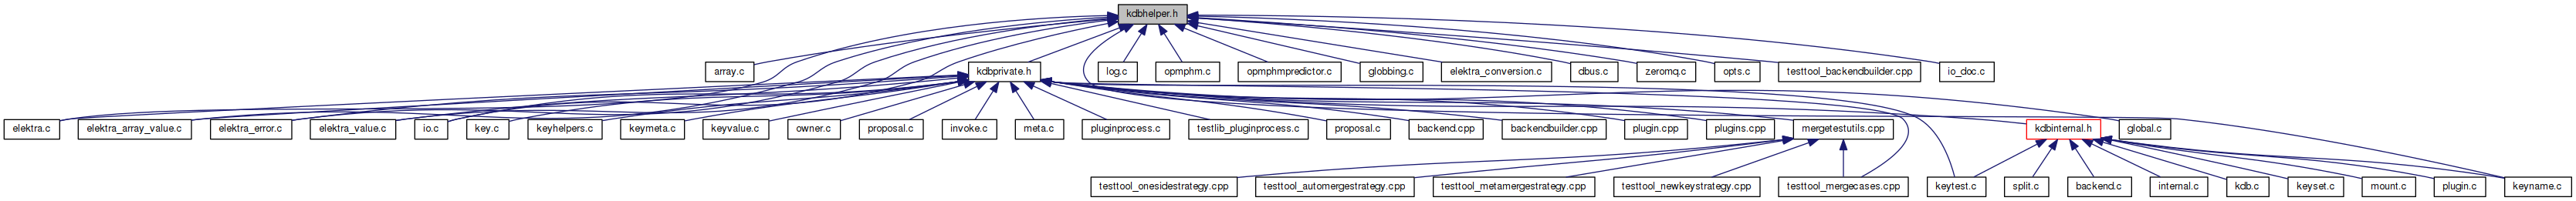 kdbhelper.h
array.c
kdbprivate.h
log.c
opmphm.c
opmphmpredictor.c
globbing.c
elektra_conversion.c
dbus.c
zeromq.c
opts.c
testtool_backendbuilder.cpp
io_doc.c
elektra.c
elektra_array_value.c
elektra_error.c
elektra_value.c
io.c
key.c
keyhelpers.c
keymeta.c
keyvalue.c
owner.c
proposal.c
invoke.c
meta.c
pluginprocess.c
testlib_pluginprocess.c
proposal.c
backend.cpp
backendbuilder.cpp
plugin.cpp
plugins.cpp
mergetestutils.cpp
kdbinternal.h
global.c
testtool_onesidestrategy.cpp
testtool_automergestrategy.cpp
testtool_metamergestrategy.cpp
testtool_newkeystrategy.cpp
testtool_mergecases.cpp
keytest.c
split.c
backend.c
internal.c
kdb.c
keyset.c
mount.c
plugin.c
keyname.c